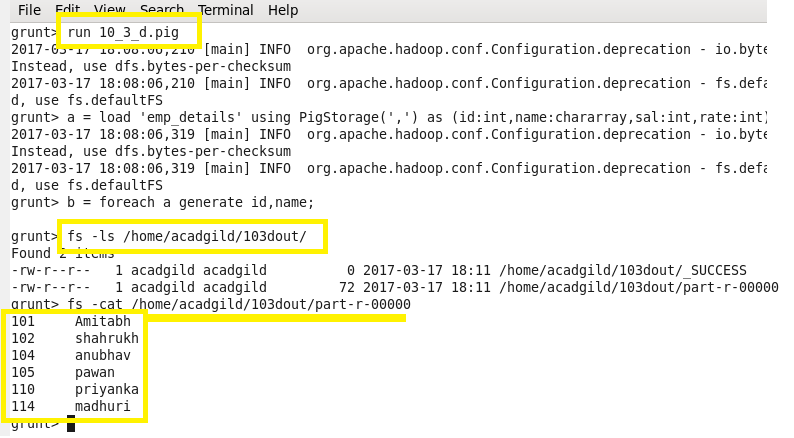 File Edit View Search Terminal Help
grunt> run 10_3_d.pig
2017-03-17 18:08:06,210 [main] INFO  org.apache.hadoop.conf.Configuration.deprecation - io.byte
Instead, use dfs.bytes-per-checksum
2017-03-17 18:08:06,210 [main] INFO  org.apache.hadoop.conf.Configuration.deprecation - fs.defa
d, use fs.defaultFS
grunt> a = load 'emp_details' using PigStorage(',') as (id:int,name:chararray,sal:int,rate:int)
2017-03-17 18:08:06,319 [main] INFO  org.apache.hadoop.conf.Configuration.deprecation - io.byte
Instead, use dfs.bytes-per-checksum
2017-03-17 18:08:06,319 [main] INFO  org.apache.hadoop.conf.Configuration.deprecation - fs.defa
d, use fs.defaultFS
grunt> b = foreach a generate id,name;
grunt> fs -ls /home/acadgild/103dout/
Found 2 items
-rw-r--r--   1 acadgild acadgild          0 2017-03-17 18:11 /home/acadgild/103dout/_SUCCESS
-rw-r--r--   1 acadgild acadgild         72 2017-03-17 18:11 /home/acadgild/103dout/part-r-00000
grunt> fs -cat /home/acadgild/103dout/part-r-00000
101     Amitabh
102     shahrukh
104     anubhav
105     pawan
110     priyanka
114     madhuri
grunt>